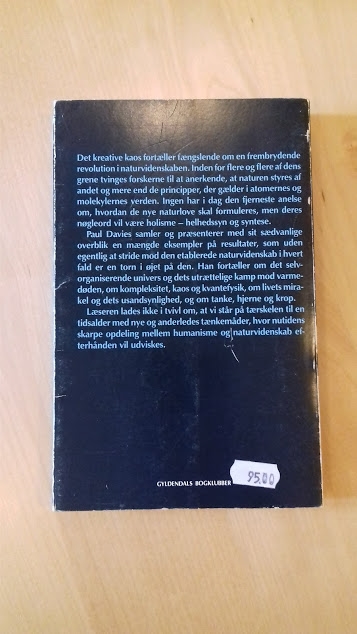 Det kreative kaos fortæller fængslende om en frembrydende
revolution i naturvidenskaben. Inden for flere og flere af dens
grene tvinges forskerne til at anerkende, at naturen styres af
andet og mere end de principper, der gælder i atomernes og
molekylernes verden. Ingen har i dag den fjerneste anelse
om, hvordan de nye naturlove skal formuleres, men deres
nøgleord vil være holisme – helhedssyn og syntese.
Paul Davies samler og præsenterer med sit sædvanlige
overblik en mængde eksempler på resultater, som uden
egentlig at stride mod den etablerede naturvidenskab i hvert
fald er en torn i øjet på den. Han fortæller om det selv-
organiserende univers og dets utrættelige kamp mod varme-
døden, om kompleksitet, kaos og kvantefysik, om livets mira-
kel og dets usandsynlighed, og om tanke, hjerne og krop.
Læseren lades ikke i tvivl om, at vi står på tærskelen til en
tidsalder med nye og anderledes tænkemåder, hvor nutidens
skarpe opdeling mellem humanisme og naturvidenskab ef-
terhånden vil udviskes.
GYLDENDALS BOGKLUBBER
95.00